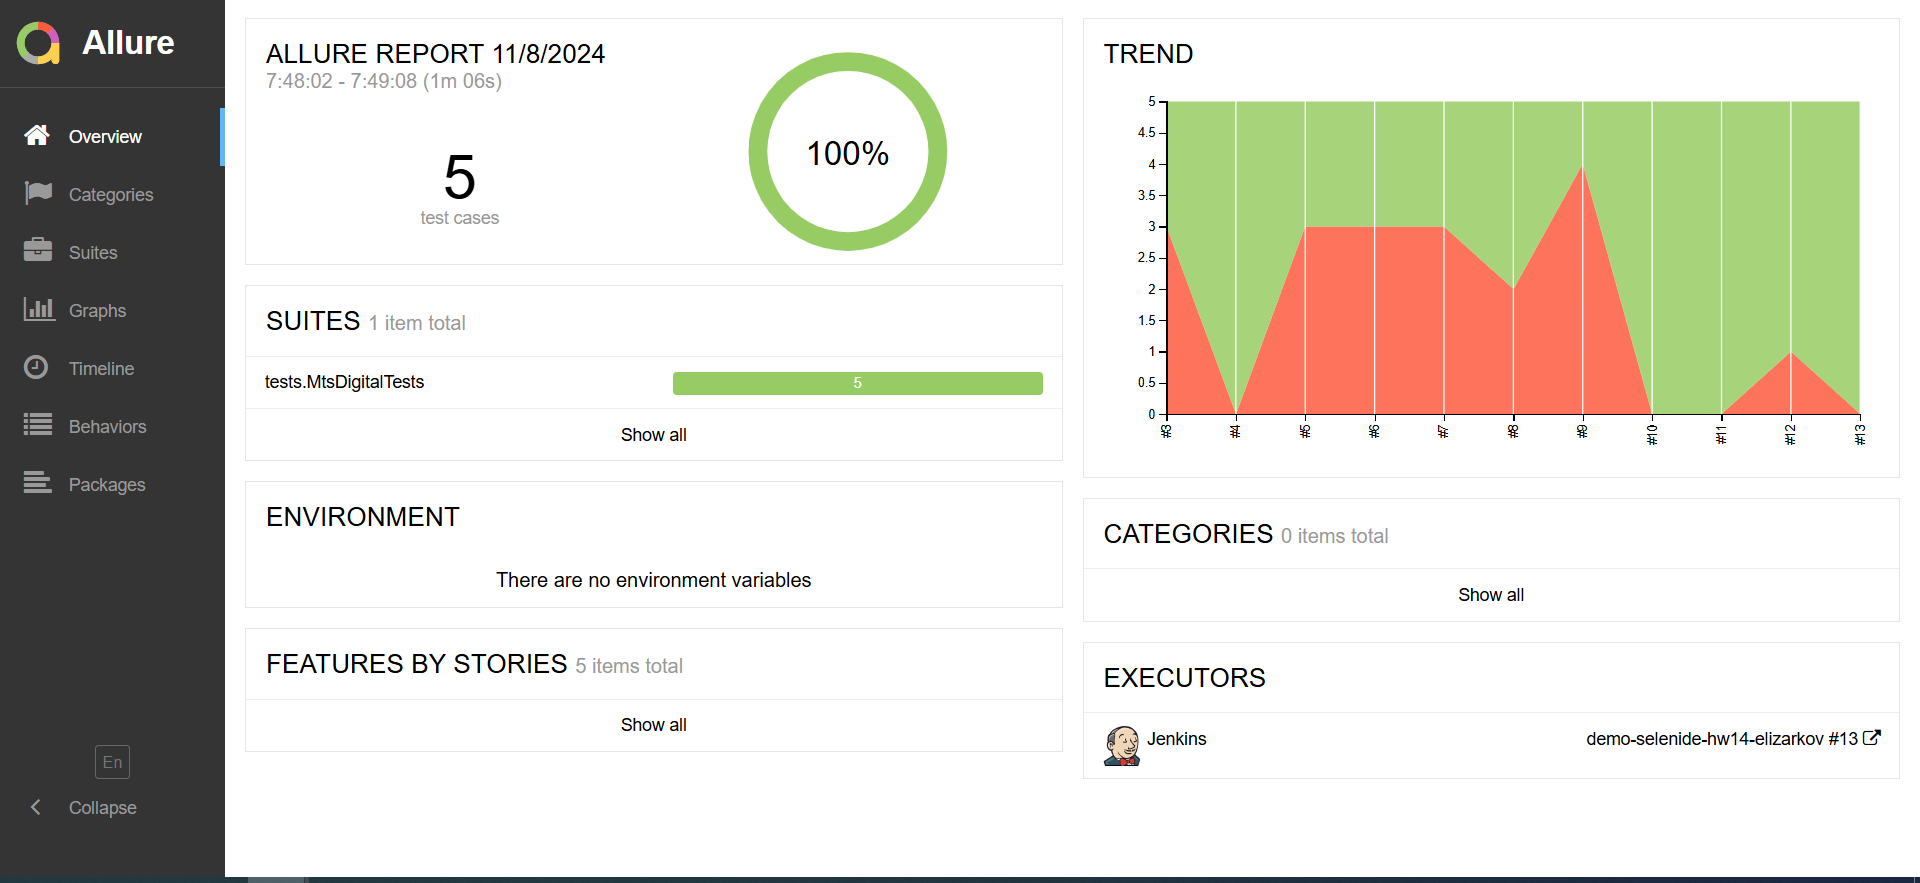 Allure
Overview
Categories
Suites
Graphs
Timeline
Behaviors
Packages
En
Collapse
ALLURE REPORT 11/8/2024
7:48:02 - 7:49:08 (1m 06s)
5
test cases
100%
SUITES 1 item total
tests.MtsDigitalTests 5
Show all
ENVIRONMENT
There are no environment variables
FEATURES BY STORIES 5 items total
Show all
TREND
5
4.5
4
3.5
3
2.5
2
1.5
1
0.5
0
#3 #4 #5 #6 #7 #8 #9 #10 #11 #12 #13
CATEGORIES 0 items total
Show all
EXECUTORS
Jenkins demo-selenide-hw14-elizarkov #13